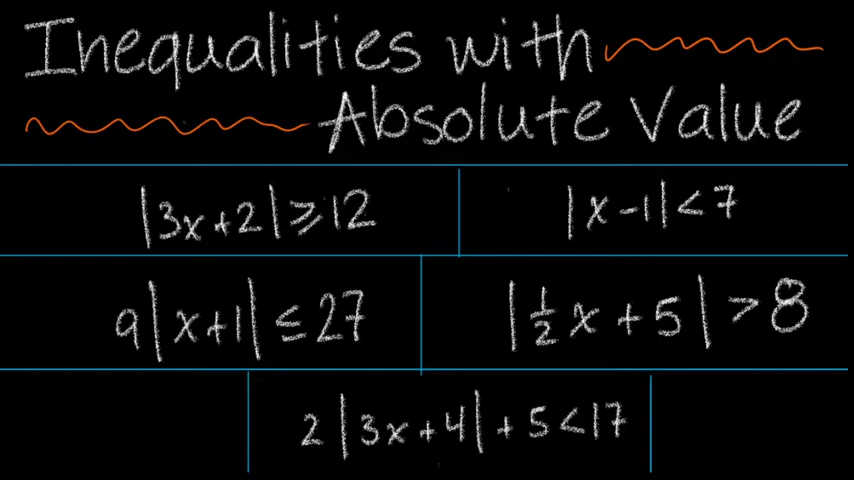 Inequalities with
Absolute Value
|3x+2|≥12
|x-1|<7
9|x+1|≤27
|½x+5|>8
2|3x+4|+5<17